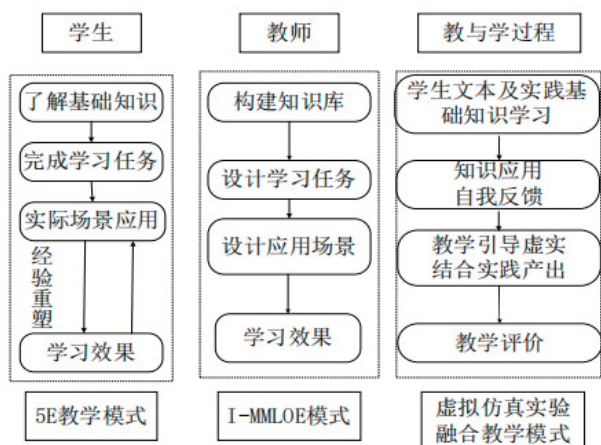 学生
了解基础知识
完成学习任务
实际场景应用
经验重塑
学习效果
5E教学模式
教师
构建知识库
设计学习任务
设计应用场景
学习效果
I-MMLOE模式
教与学过程
学生文本及实践基
础知识学习
知识应用
自我反馈
教学引导虚实
结合实践产出
教学评价
虚拟仿真实验
融合教学模式